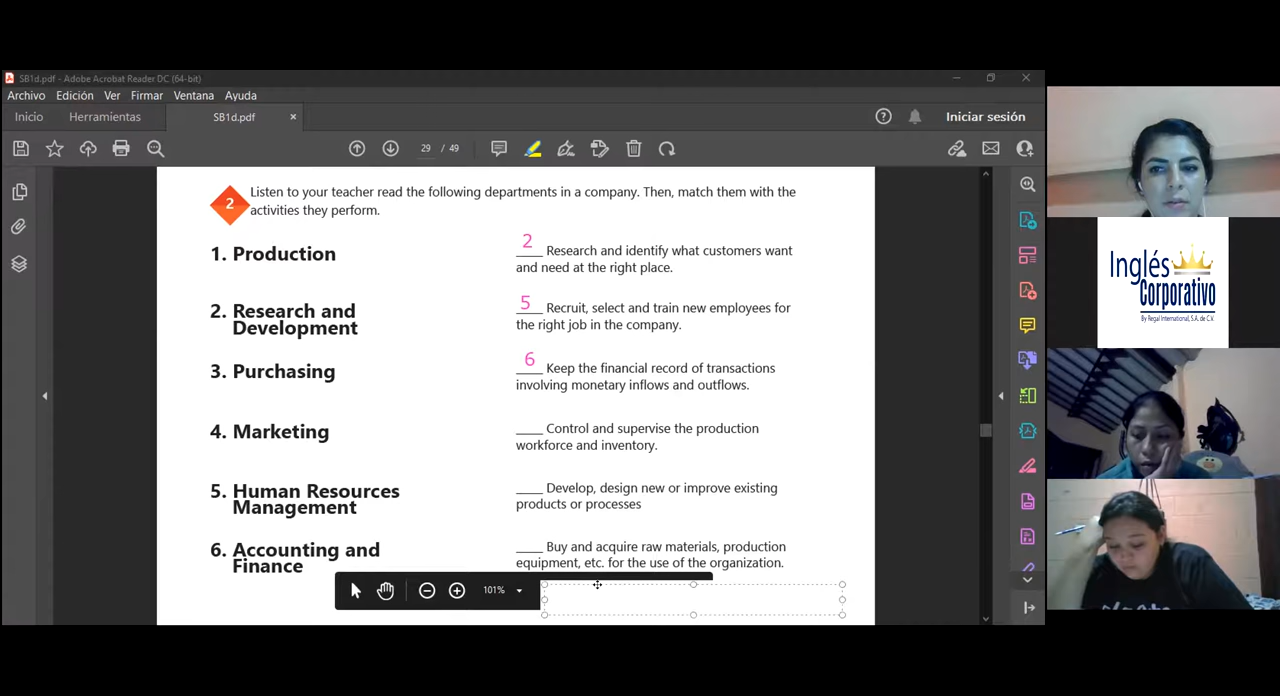 SB1d.pdf - Adobe Acrobat Reader DC (64-bit)
Archivo Edición Ver Firmar Ventana Ayuda
Inicio Herramientas SB1d.pdf × Iniciar sesión
29 / 49
2 Listen to your teacher read the following departments in a company. Then, match them with the
activities they perform.
1. Production
2. Research and
Development
3. Purchasing
4. Marketing
5. Human Resources
Management
6. Accounting and
Finance
2 Research and identify what customers want
and need at the right place.
5 Recruit, select and train new employees for
the right job in the company.
6 Keep the financial record of transactions
involving monetary inflows and outflows.
____ Control and supervise the production
workforce and inventory.
____ Develop, design new or improve existing
products or processes
____ Buy and acquire raw materials, production
equipment, etc. for the use of the organization.
101%
Inglés
Corporativo
By Regal International, S.A. de C.V.